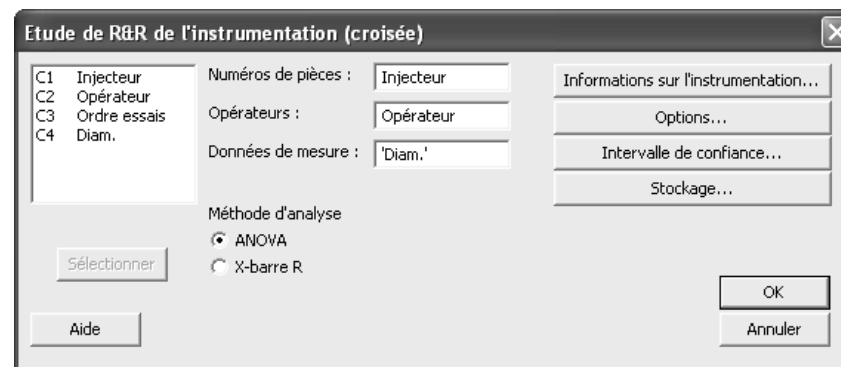 Etude de R&R de l'instrumentation (croisée)
C1 Injecteur
C2 Opérateur
C3 Ordre essais
C4 Diam.
Numéros de pièces : Injecteur
Opérateurs : Opérateur
Données de mesure : 'Diam.'
Méthode d'analyse
ANOVA
X-barre R
Informations sur l'instrumentation...
Options...
Intervalle de confiance...
Stockage...
Sélectionner
Aide
OK
Annuler